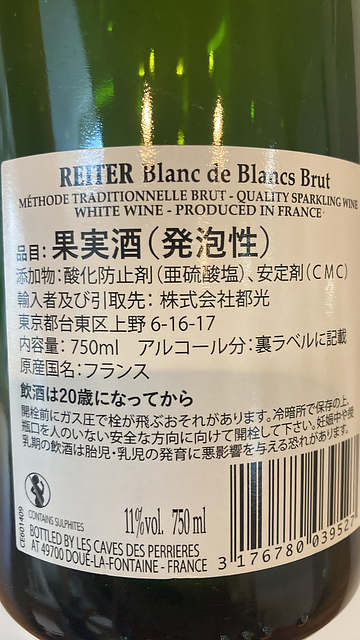 REITER Blanc de Blancs Brut
MÉTHODE TRADITIONNELLE BRUT - QUALITY SPARKLING WINE
WHITE WINE - PRODUCED IN FRANCE
品目:果実酒(発泡性)
添加物:酸化防止剤(亜硫酸塩)、安定剤(CMC)
輸入者及び引取先: 株式会社都光
東京都台東区上野 6-16-17
内容量: 750ml アルコール分:裏ラベルに記載
原産国名:フランス
飲酒は20歳になってから
開栓前にガス圧で栓が飛ぶおそれがあります。冷暗所で保存の上、
瓶口を人のいない安全な方向に向けて開栓して下さい。妊娠中や授
乳期の飲酒は胎児・乳児の発育に悪影響を与える恐れがあります。
CONTAINS SULPHITES
11%vol. 750 ml
BOTTLED BY LES CAVES DES PERRIERES
AT 49700 DOUÉ-LA-FONTAINE - FRANCE
CE601409
3 176780 03952